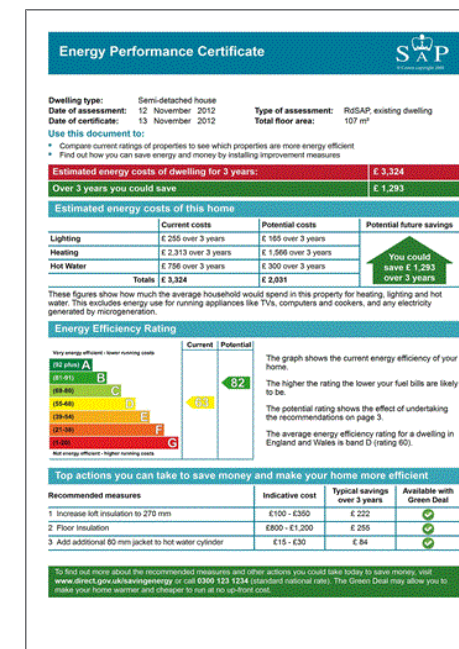 Energy Performance Certificate
SAP
Dwelling type: Semi-detached house
Date of assessment: 12 November 2012 Type of assessment: RdSAP, existing dwelling
Date of certificate: 13 November 2012 Total floor area: 107 m²
Use this document to:
• Compare current ratings of properties to see which properties are more energy efficient
• Find out how you can save energy and money by installing improvement measures
Estimated energy costs of dwelling for 3 years: £ 3,324
Over 3 years you could save £ 1,293
Estimated energy costs of this home
Current costs Potential costs Potential future savings
Lighting £ 255 over 3 years £ 165 over 3 years
Heating £ 2,313 over 3 years £ 1,566 over 3 years
Hot Water £ 756 over 3 years £ 300 over 3 years
Totals £ 3,324 £ 2,031
You could
save £ 1,293
over 3 years
These figures show how much the average household would spend in this property for heating, lighting and hot
water. This excludes energy use for running appliances like TVs, computers and cookers, and any electricity
generated by microgeneration.
Energy Efficiency Rating
Current Potential
Very energy efficient - lower running costs
(92 plus) A
(81-91) B
(69-80) C
(55-68) D
(39-54) E
(21-38) F
(1-20) G
Not energy efficient - higher running costs
82
The graph shows the current energy efficiency of your
home.
The higher the rating the lower your fuel bills are likely
to be.
The potential rating shows the effect of undertaking
the recommendations on page 3.
The average energy efficiency rating for a dwelling in
England and Wales is band D (rating 60).
Top actions you can take to save money and make your home more efficient
Recommended measures Indicative cost Typical savings over 3 years Available with Green Deal
1 Increase loft insulation to 270 mm £100 - £350 £ 222
2 Floor Insulation £800 - £1,200 £ 255
3 Add additional 80 mm jacket to hot water cylinder £15 - £30 £ 84
To find out more about the recommended measures and other actions you could take today to save money, visit
www.direct.gov.uk/savingenergy or call 0300 123 1234 (standard national rate). The Green Deal may allow you to
make your home warmer and cheaper to run at no up-front cost.